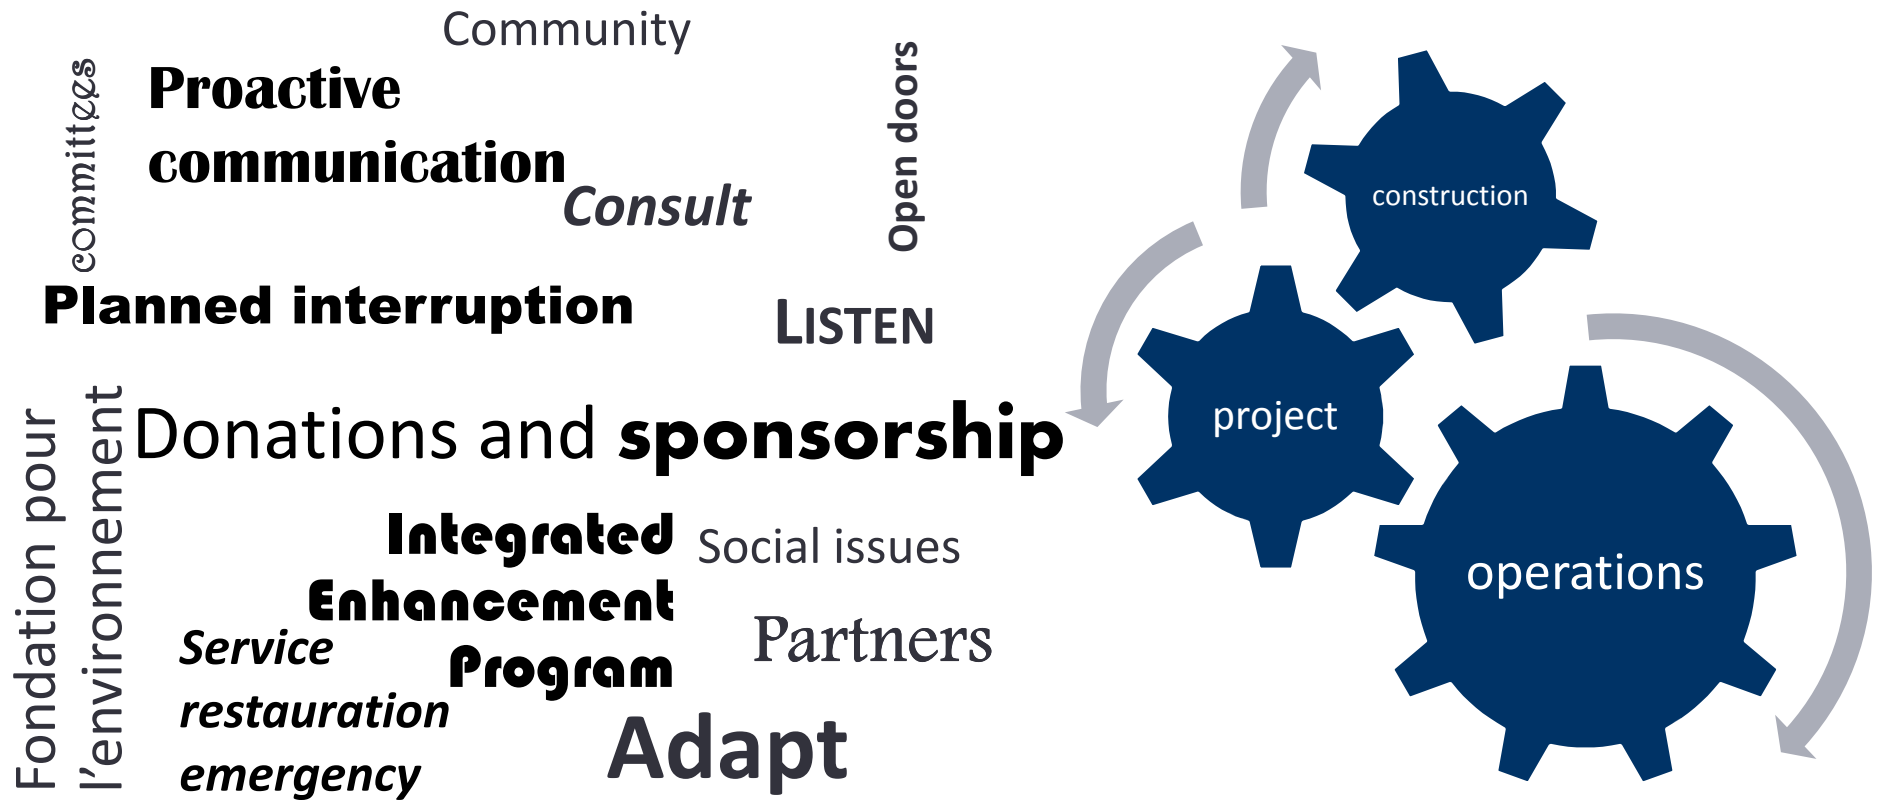 Community
committees
Proactive
communication
Consult
Open doors
Planned interruption
LISTEN
Fondation pour
l'environnement
Donations and sponsorship
Integrated
Enhancement
Program
Social issues
Partners
Service
restauration
emergency
Adapt
construction
project
operations